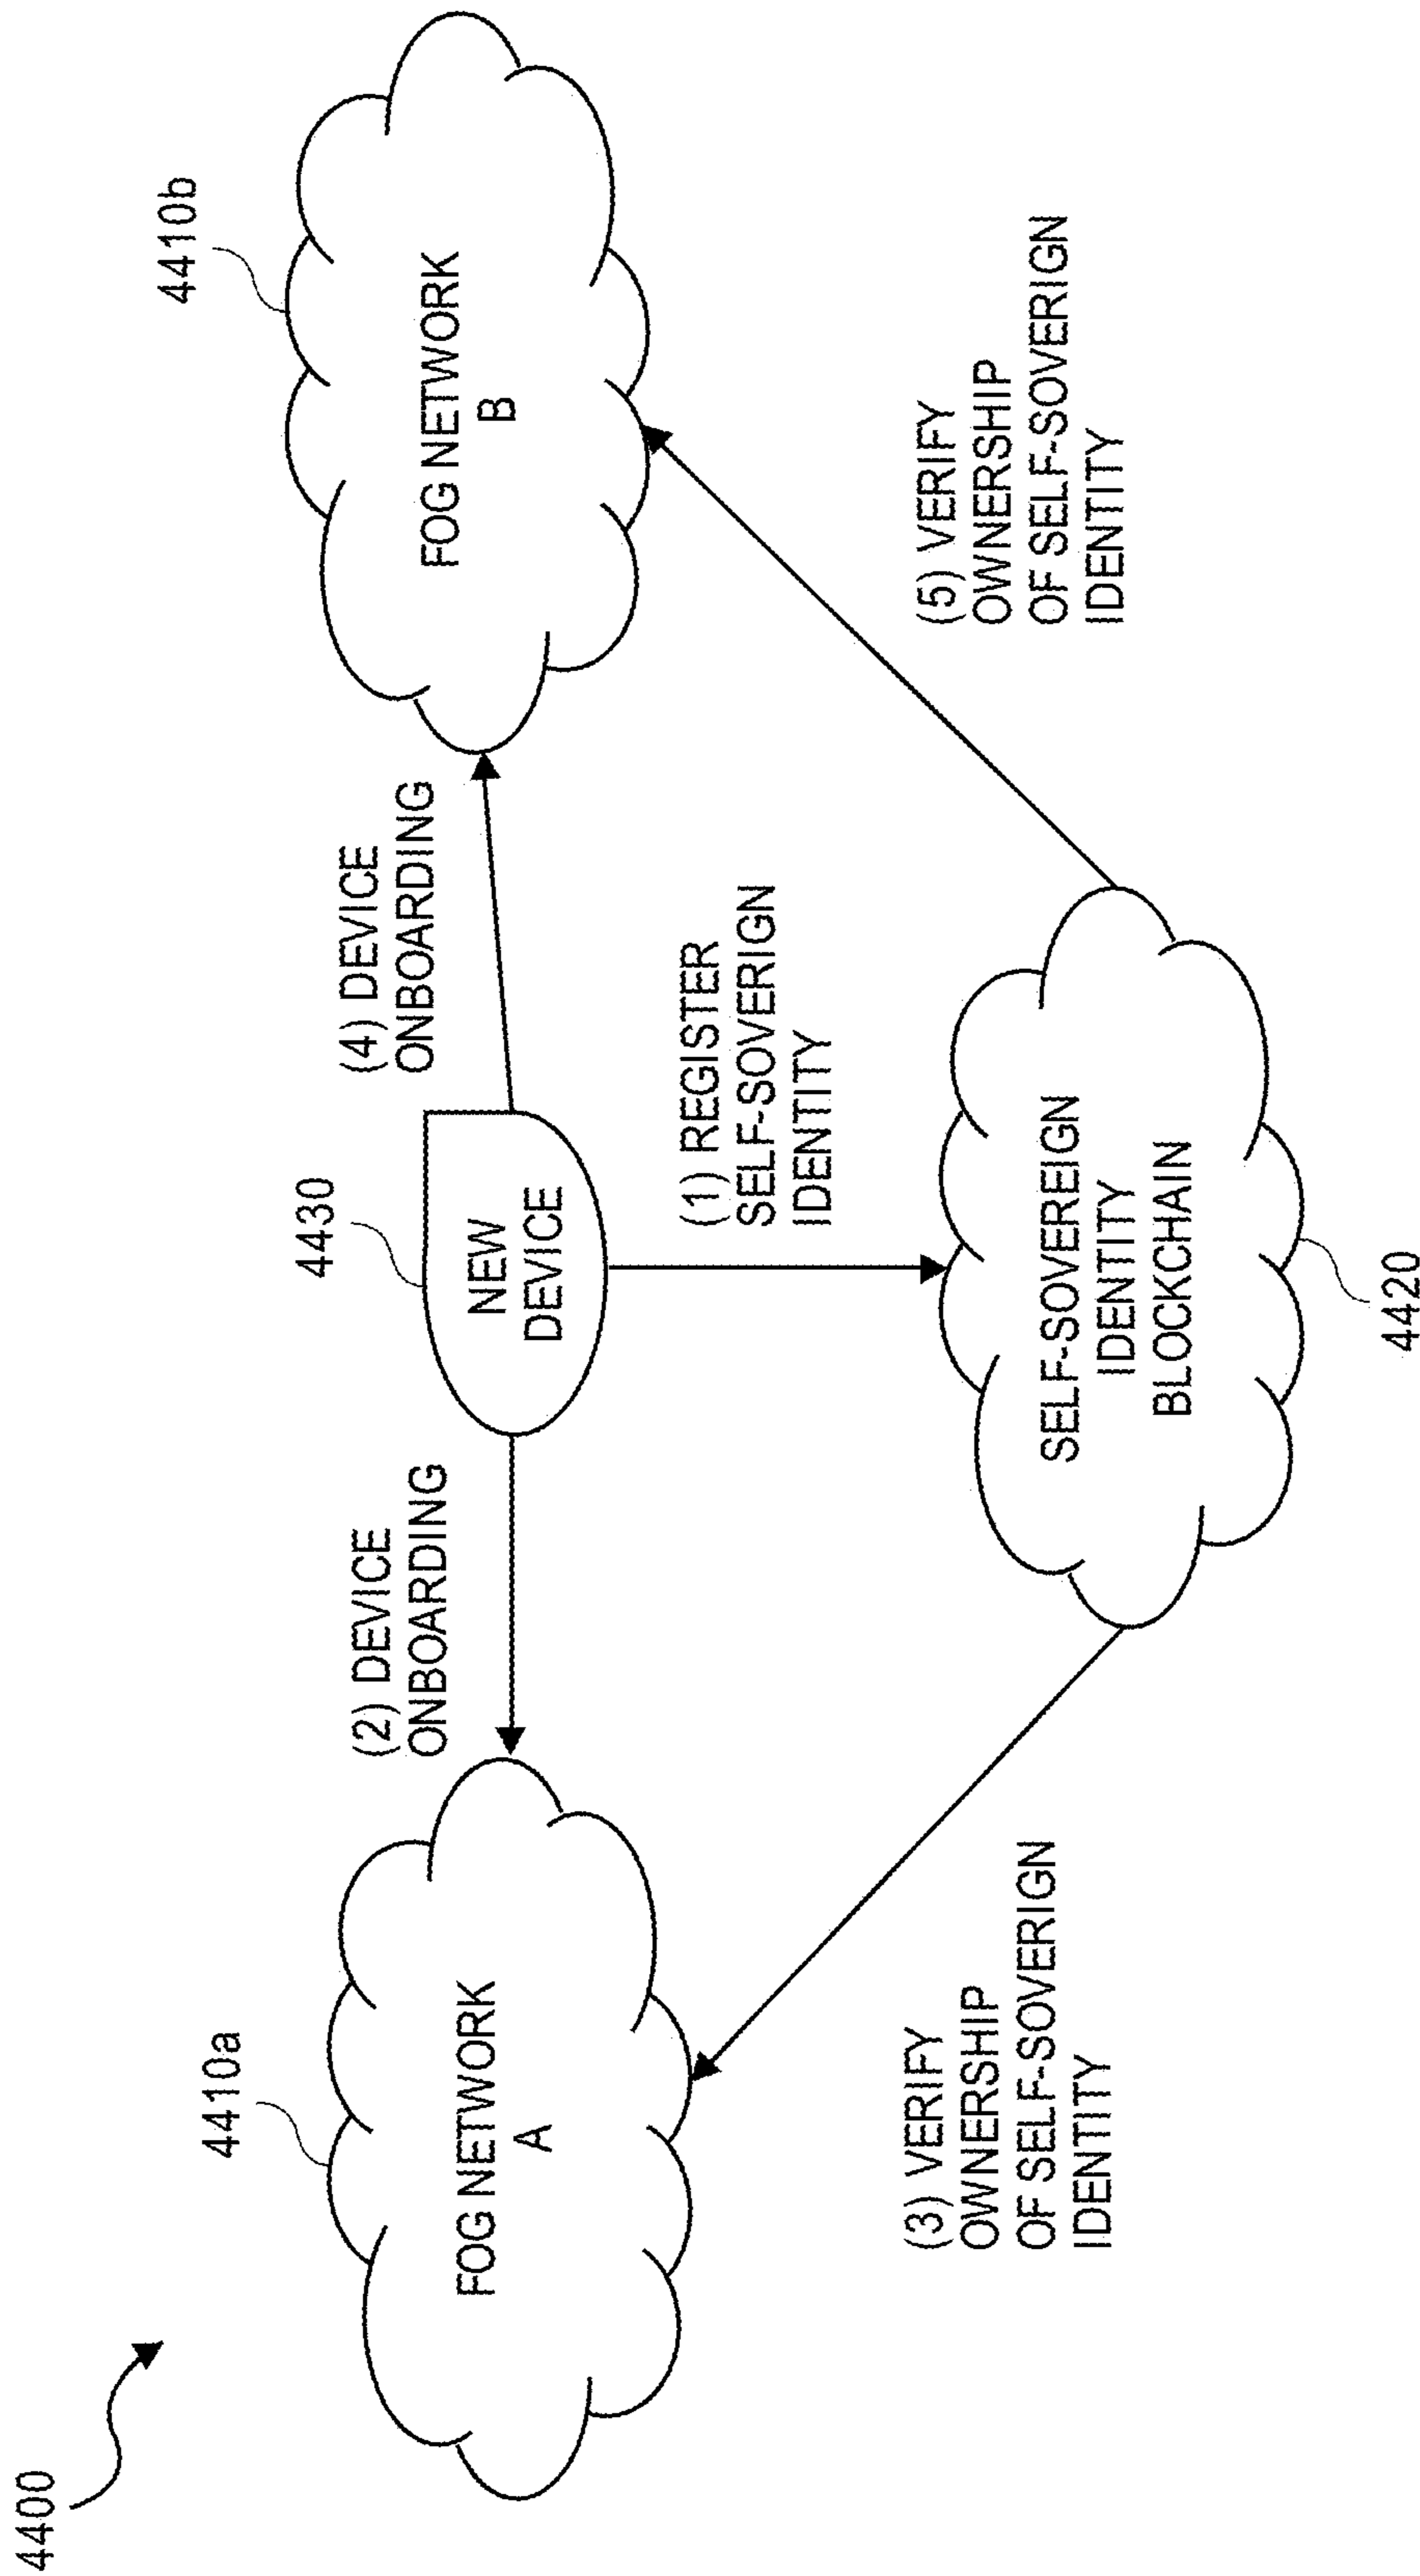 4400
4410a
FOG NETWORK
A
(2) DEVICE
ONBOARDING
4430
NEW
DEVICE
(4) DEVICE
ONBOARDING
4410b
FOG NETWORK
B
(1) REGISTER
SELF-SOVERIGN
IDENTITY
(3) VERIFY
OWNERSHIP
OF SELF-SOVERIGN
IDENTITY
SELF-SOVEREIGN
IDENTITY
BLOCKCHAIN
4420
(5) VERIFY
OWNERSHIP
OF SELF-SOVERIGN
IDENTITY